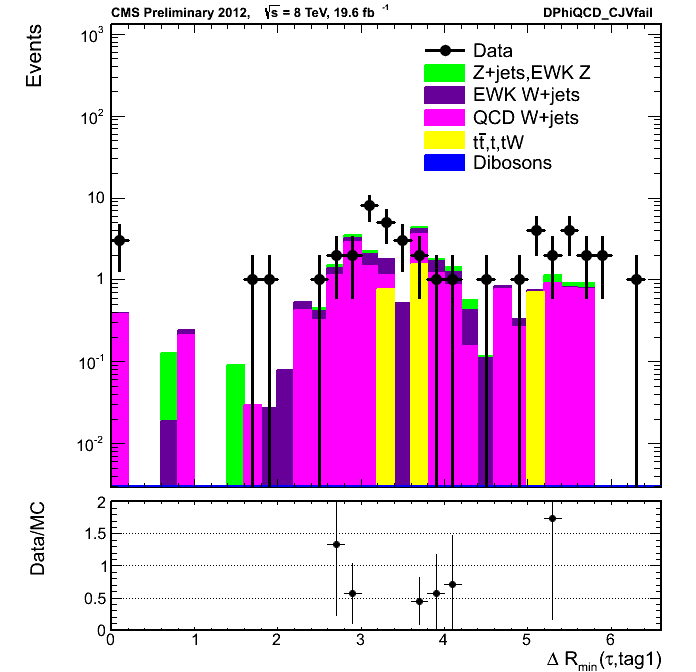 CMS Preliminary 2012, √s = 8 TeV, 19.6 fb⁻¹ DPhiQCD_CJVfail
Events
10³
10²
10
1
10⁻¹
10⁻²
Data
Z+jets,EWK Z
EWK W+jets
QCD W+jets
tt̅,t,tW
Dibosons
Data/MC
2
1.5
1
0.5
0
0 1 2 3 4 5 6
Δ R_min(τ,tag1)